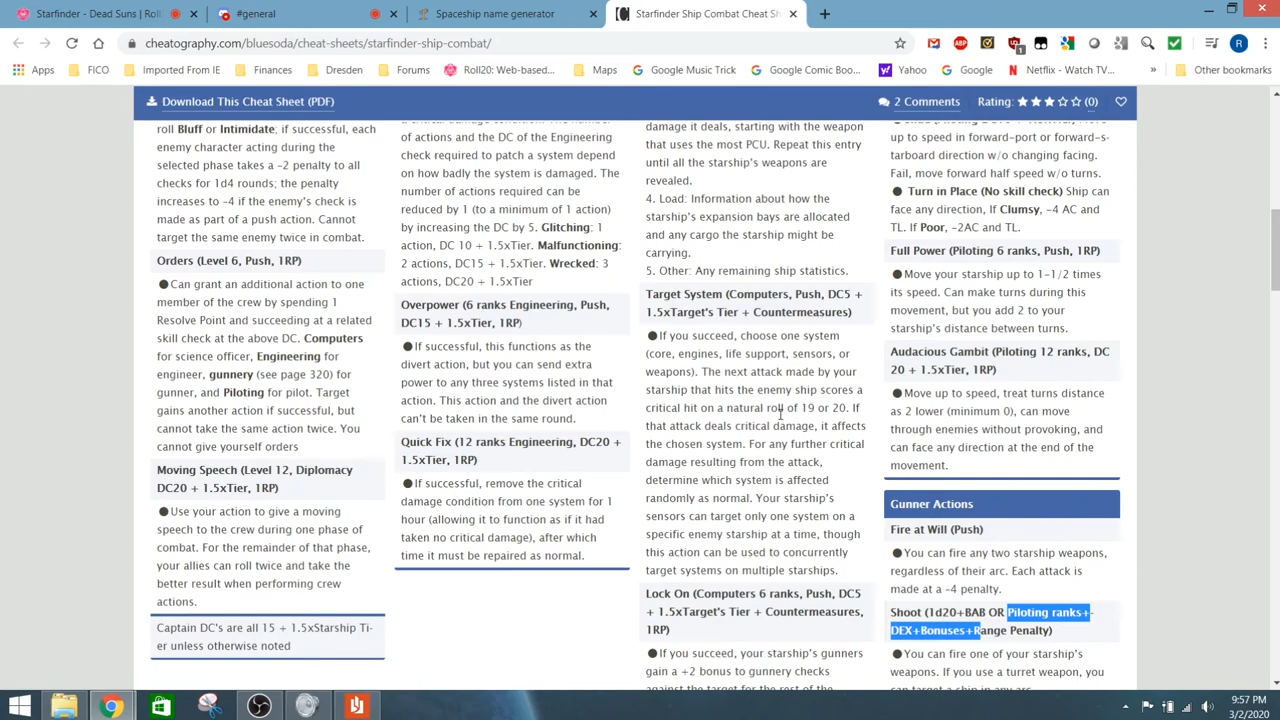 Starfinder - Dead Suns | Roll
#general
Spaceship name generator
Starfinder Ship Combat Cheat Sh
cheatography.com/bluesoda/cheat-sheets/starfinder-ship-combat/
Apps
FICO
Imported From IE
Finances
Dresden
Forums
Roll20: Web-based...
Maps
Google Music Trick
Google Comic Boo...
Yahoo
Google
Netflix - Watch TV...
Other bookmarks
Download This Cheat Sheet (PDF)
2 Comments
Rating:
(0)
roll Bluff or Intimidate; if successful, each
enemy character acting during the
selected phase takes a -2 penalty to all
checks for 1d4 rounds; the penalty
increases to -4 if the enemy's check is
made as part of a push action. Cannot
target the same enemy twice in combat.
Orders (Level 6, Push, 1RP)
Can grant an additional action to one
member of the crew by spending 1
Resolve Point and succeeding at a related
skill check at the above DC. Computers
for science officer, Engineering for
engineer, gunnery (see page 320) for
gunner, and Piloting for pilot. Target
gains another action if successful, but
cannot take the same action twice. You
cannot give yourself orders
Moving Speech (Level 12, Diplomacy
DC20 + 1.5xTier, 1RP)
Use your action to give a moving
speech to the crew during one phase of
combat. For the remainder of that phase,
your allies can roll twice and take the
better result when performing crew
actions.
Captain DC's are all 15 + 1.5xStarship Ti-
er unless otherwise noted
of actions and the DC of the Engineering
check required to patch a system depend
on how badly the system is damaged. The
number of actions required can be
reduced by 1 (to a minimum of 1 action)
by increasing the DC by 5. Glitching: 1
action, DC 10 + 1.5xTier. Malfunctioning:
2 actions, DC15 + 1.5xTier. Wrecked: 3
actions, DC20 + 1.5xTier
Overpower (6 ranks Engineering, Push,
DC15 + 1.5xTier, 1RP)
If successful, this functions as the
divert action, but you can send extra
power to any three systems listed in that
action. This action and the divert action
can't be taken in the same round.
Quick Fix (12 ranks Engineering, DC20 +
1.5xTier, 1RP)
If successful, remove the critical
damage condition from one system for 1
hour (allowing it to function as if it had
taken no critical damage), after which
time it must be repaired as normal.
damage it deals, starting with the weapon
that uses the most PCU. Repeat this entry
until all the starship's weapons are
revealed.
4. Load: Information about how the
starship's expansion bays are allocated
and any cargo the starship might be
carrying.
5. Other: Any remaining ship statistics.
Target System (Computers, Push, DC5 +
1.5xTarget's Tier + Countermeasures)
If you succeed, choose one system
(core, engines, life support, sensors, or
weapons). The next attack made by your
starship that hits the enemy ship scores a
critical hit on a natural roll of 19 or 20. If
that attack deals critical damage, it affects
the chosen system. For any further critical
damage resulting from the attack,
determine which system is affected
randomly as normal. Your starship's
sensors can target only one system on a
specific enemy starship at a time, though
this action can be used to concurrently
target systems on multiple starships.
Lock On (Computers 6 ranks, Push, DC5
+ 1.5xTarget's Tier + Countermeasures,
1RP)
If you succeed, your starship's gunners
gain a +2 bonus to gunnery checks
against the target for the rest of the
up to speed in forward-port or forward-s-
tarboard direction w/o changing facing.
Fail, move forward half speed w/o turns.
Turn in Place (No skill check) Ship can
face any direction, If Clumsy, -4 AC and
TL. If Poor, -2AC and TL.
Full Power (Piloting 6 ranks, Push, 1RP)
Move your starship up to 1-1/2 times
its speed. Can make turns during this
movement, but you add 2 to your
starship's distance between turns.
Audacious Gambit (Piloting 12 ranks, DC
20 + 1.5xTier, 1RP)
Move up to speed, treat turns distance
as 2 lower (minimum 0), can move
through enemies without provoking, and
can face any direction at the end of the
movement.
Gunner Actions
Fire at Will (Push)
You can fire any two starship weapons,
regardless of their arc. Each attack is
made at a -4 penalty.
Shoot (1d20+BAB OR Piloting ranks+-
DEX+Bonuses+Range Penalty)
You can fire one of your starship's
weapons. If you use a turret weapon, you
can target a ship in any arc.
9:57 PM
3/2/2020